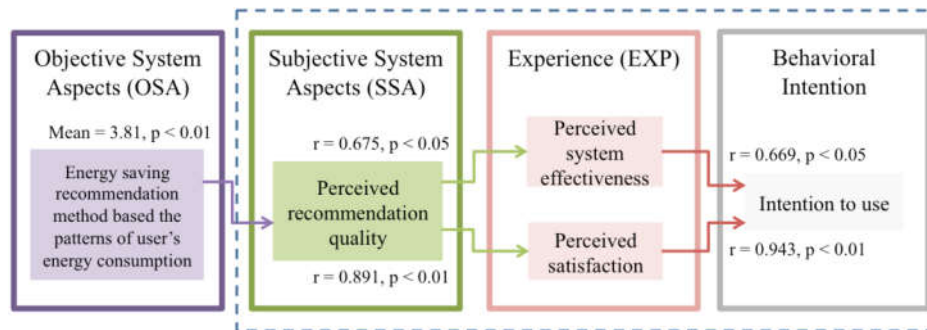 Objective System
Aspects (OSA)
Mean = 3.81, p < 0.01
Energy saving
recommendation
method based the
patterns of user's
energy consumption
Subjective System
Aspects (SSA)
r = 0.675, p < 0.05
Perceived
recommendation
quality
r = 0.891, p < 0.01
Experience (EXP)
Perceived
system
effectiveness
Perceived
satisfaction
Behavioral
Intention
r = 0.669, p < 0.05
Intention to use
r = 0.943, p < 0.01